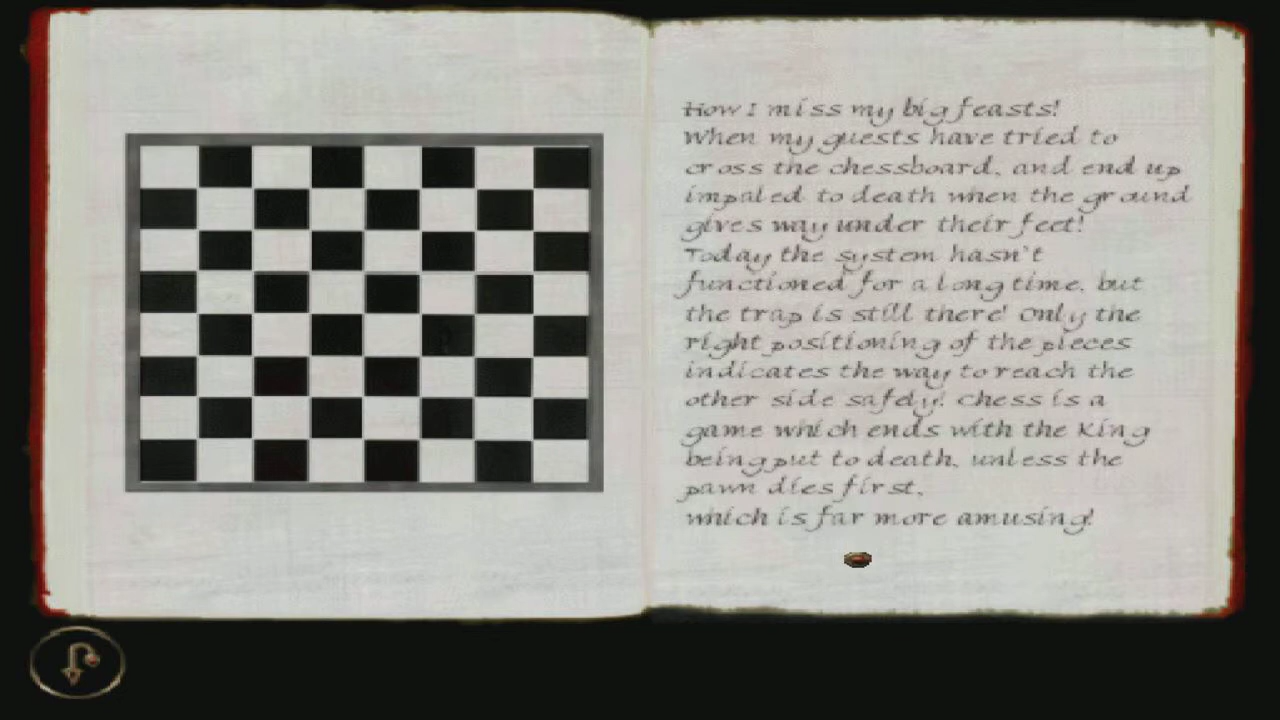 How I miss my big feasts!
When my guests have tried to
cross the chessboard, and end up
impaled to death when the ground
gives way under their feet!
Today the system hasn't
functioned for a long time, but
the trap is still there! Only the
right positioning of the pieces
indicates the way to reach the
other side safely! Chess is a
game which ends with the King
being put to death, unless the
pawn dies first,
which is far more amusing!